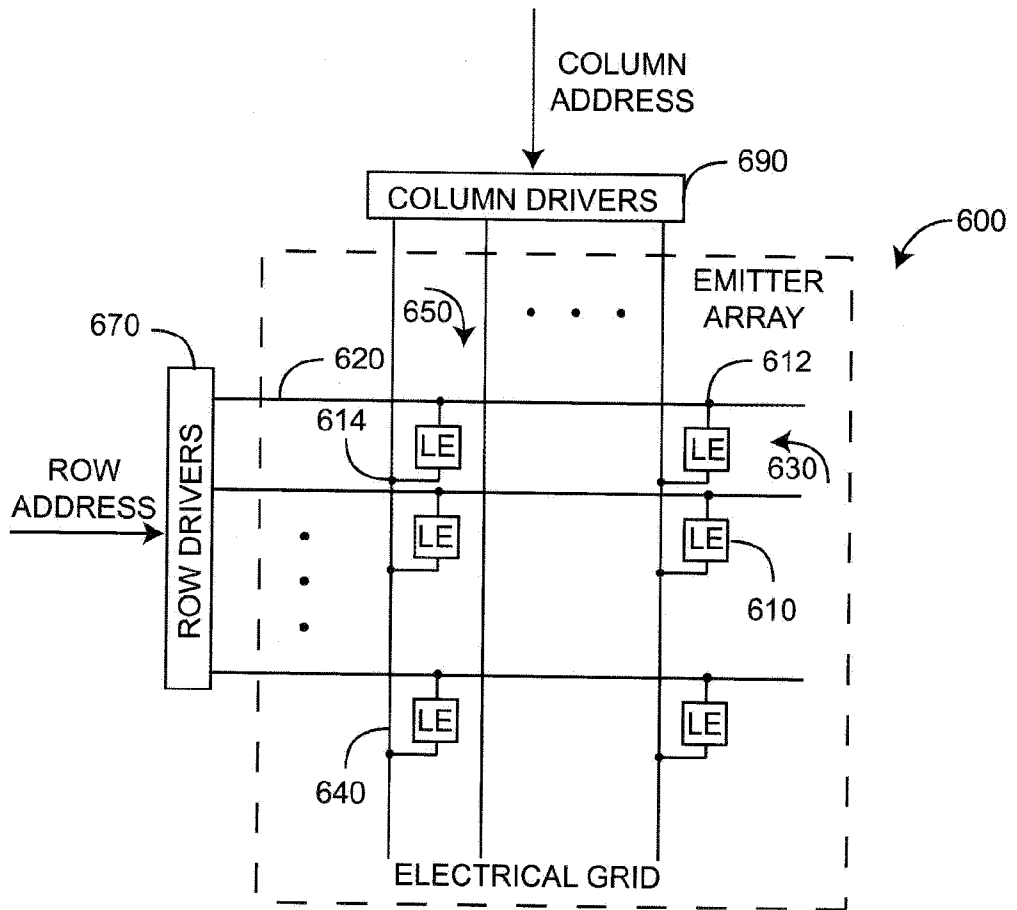 COLUMN
ADDRESS
690
COLUMN DRIVERS
600
EMITTER
ARRAY
650
670
620
612
614
LE
LE
630
ROW
ADDRESS
ROW DRIVERS
LE
LE
610
LE
LE
640
ELECTRICAL GRID